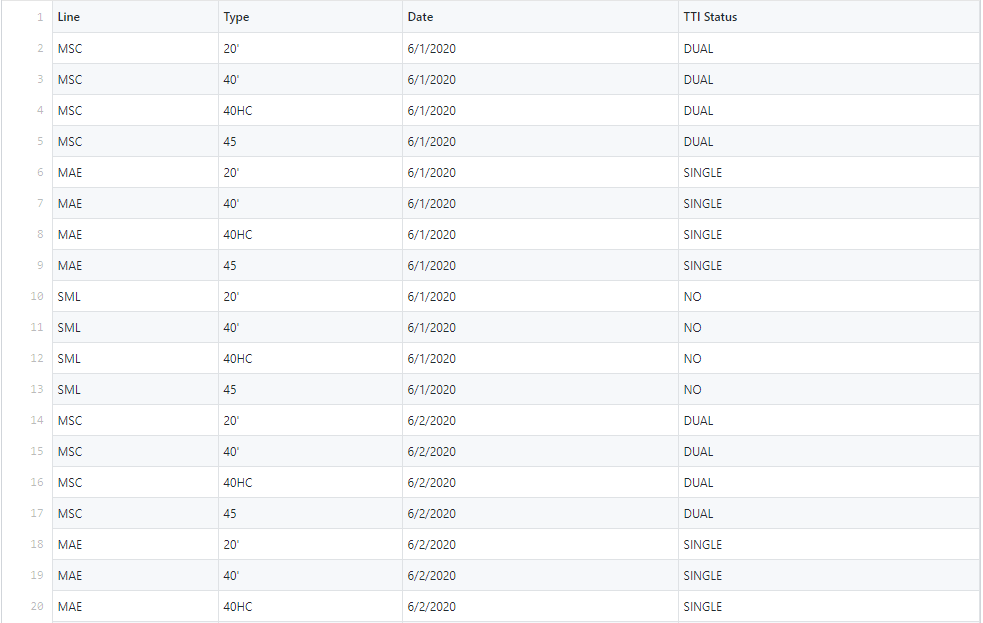 1 Line Type Date TTI Status
2 MSC 20' 6/1/2020 DUAL
3 MSC 40' 6/1/2020 DUAL
4 MSC 40HC 6/1/2020 DUAL
5 MSC 45 6/1/2020 DUAL
6 MAE 20' 6/1/2020 SINGLE
7 MAE 40' 6/1/2020 SINGLE
8 MAE 40HC 6/1/2020 SINGLE
9 MAE 45 6/1/2020 SINGLE
10 SML 20' 6/1/2020 NO
11 SML 40' 6/1/2020 NO
12 SML 40HC 6/1/2020 NO
13 SML 45 6/1/2020 NO
14 MSC 20' 6/2/2020 DUAL
15 MSC 40' 6/2/2020 DUAL
16 MSC 40HC 6/2/2020 DUAL
17 MSC 45 6/2/2020 DUAL
18 MAE 20' 6/2/2020 SINGLE
19 MAE 40' 6/2/2020 SINGLE
20 MAE 40HC 6/2/2020 SINGLE